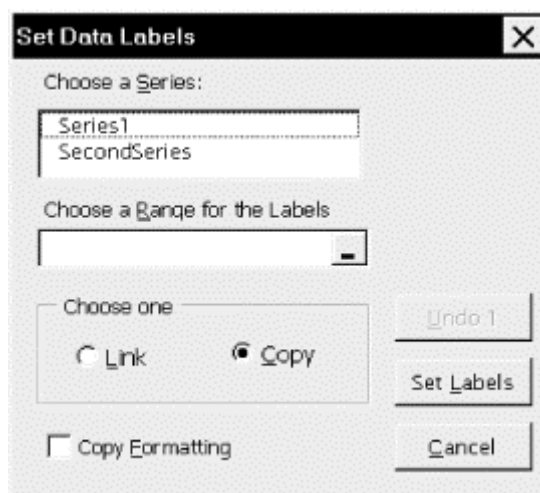 Set Data Labels
Choose a Series:
Series1
SecondSeries
Choose a Range for the Labels
Choose one
Link
Copy
Undo 1
Set Labels
Copy Formatting
Cancel